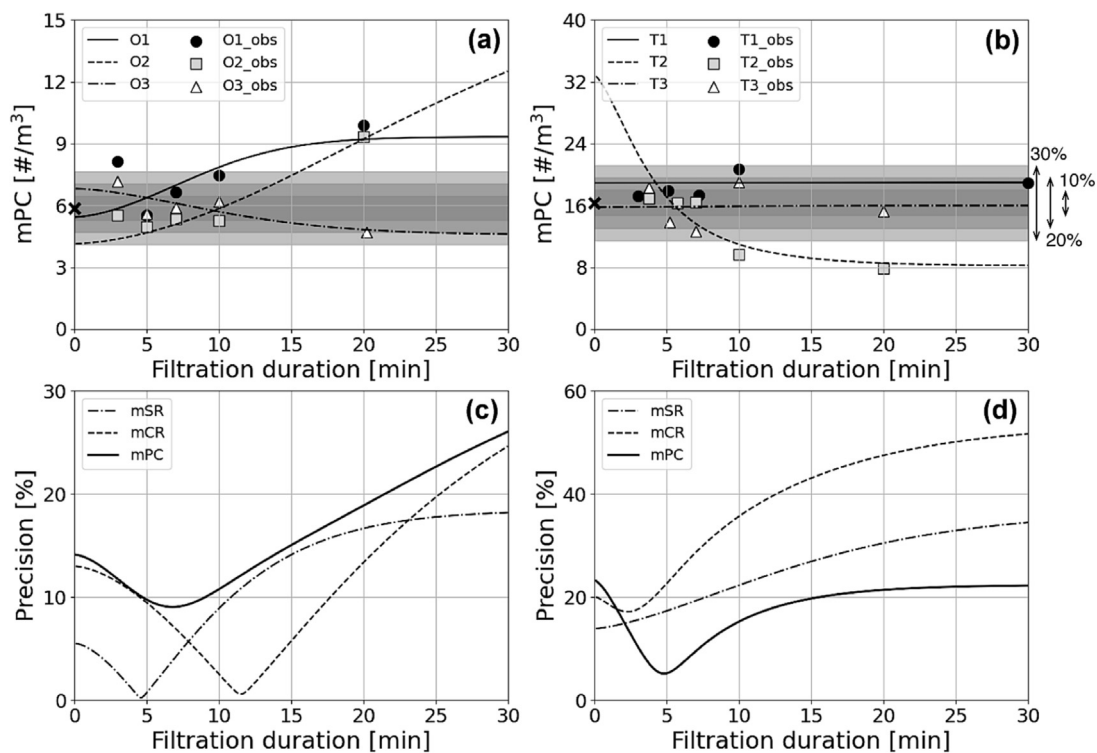 15
12
9
6
3
0
mPC [#/m³]
O1
O2
O3
O1_obs
O2_obs
O3_obs
(a)
0 5 10 15 20 25 30
Filtration duration [min]
40
32
24
16
8
0
mPC [#/m³]
T1
T2
T3
T1_obs
T2_obs
T3_obs
(b)
30%
10%
20%
0 5 10 15 20 25 30
Filtration duration [min]
30
20
10
0
Precision [%]
mSR
mCR
mPC
(c)
0 5 10 15 20 25 30
Filtration duration [min]
60
40
20
0
Precision [%]
mSR
mCR
mPC
(d)
0 5 10 15 20 25 30
Filtration duration [min]